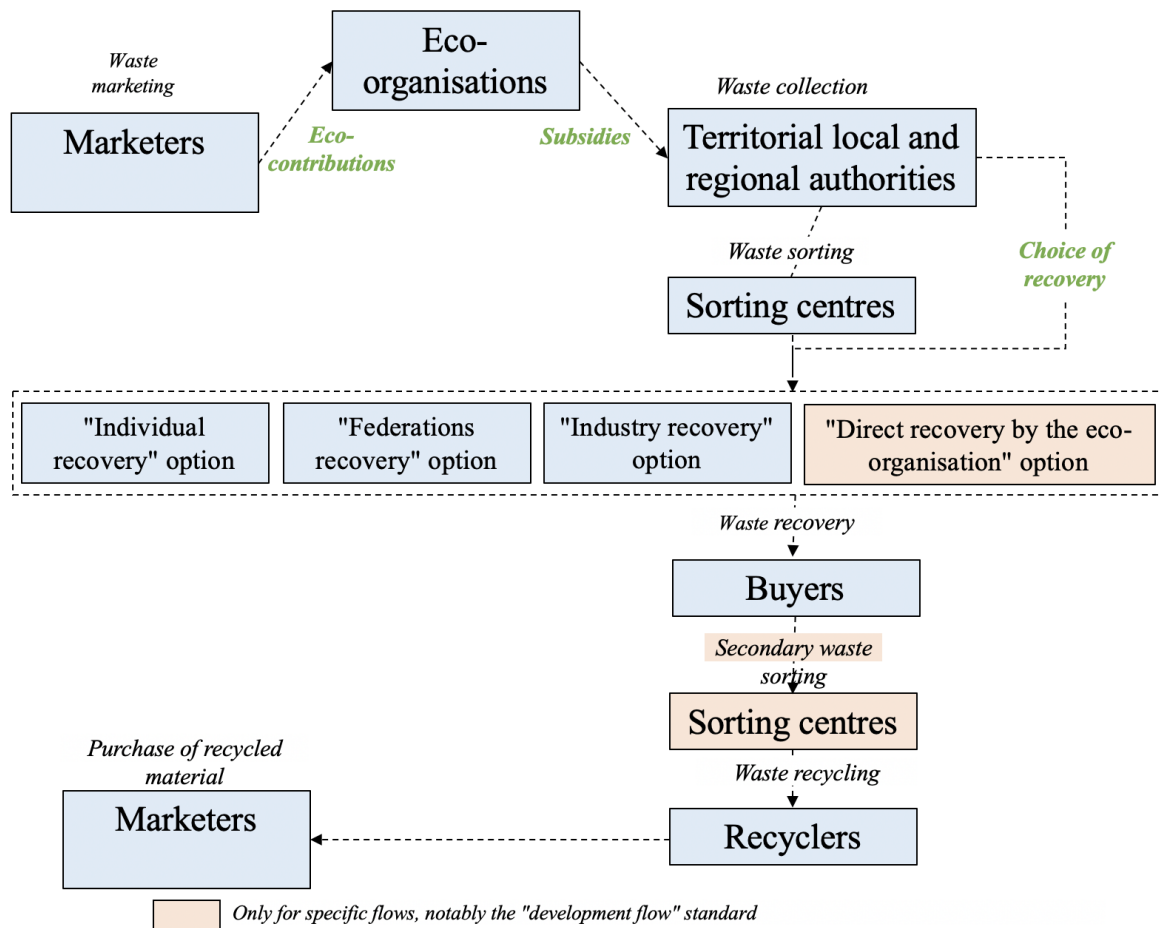 Waste
marketing
Marketers
Eco-
organisations
Eco-
contributions
Subsidies
Waste collection
Territorial local and
regional authorities
Waste sorting
Choice of
recovery
Sorting centres
"Individual
recovery" option
"Federations
recovery" option
"Industry recovery"
option
"Direct recovery by the eco-
organisation" option
Waste recovery
Buyers
Secondary waste
sorting
Sorting centres
Waste recycling
Recyclers
Purchase of recycled
material
Marketers
Only for specific flows, notably the "development flow" standard